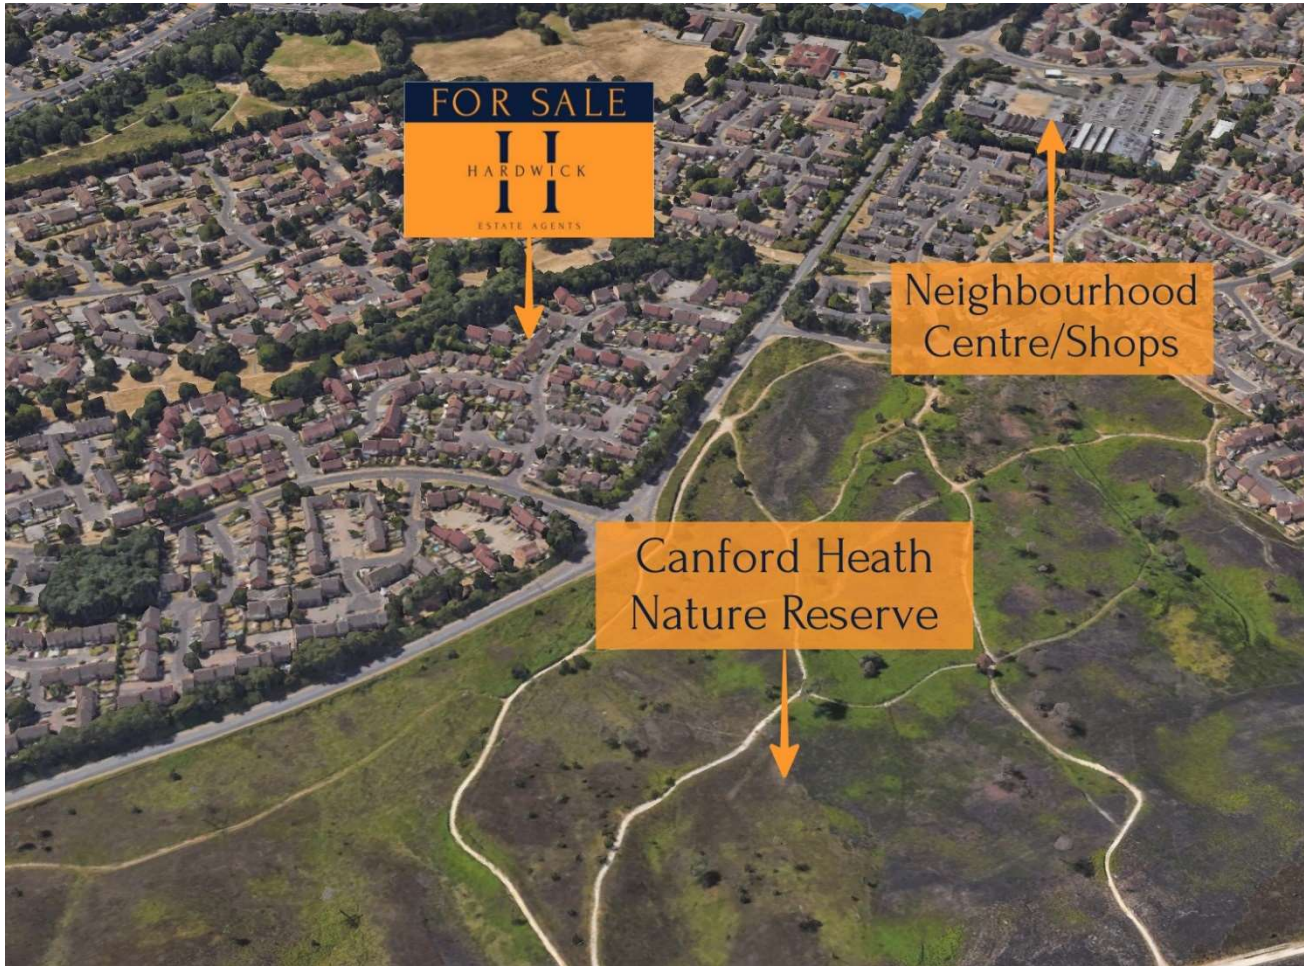 FOR SALE
H
HARDWICK
ESTATE AGENTS
Neighbourhood
Centre/Shops
Canford Heath
Nature Reserve